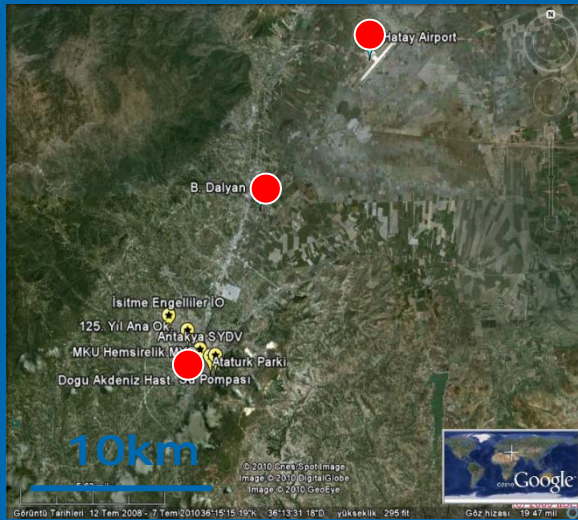 N
Hatay Airport
B. Dalyan
İsitme Engelliler İO
125. Yıl Ana Ok.
Antakya SYDV
MKU Hemsirelik M
Ataturk Parki
Dogu Akdeniz Hast. Su Pompası
10km
© 2010 Cnes/Spot Image
Image © 2010 DigitalGlobe
Image © 2010 GeoEye
©2010 Google
Görüntü Tarihleri: 12 Tem 2008 - 7 Tem 2010 36°15'15.19"K 36°13'31.18"D yükseklik 295 fit Göz hizası: 19.47 mil